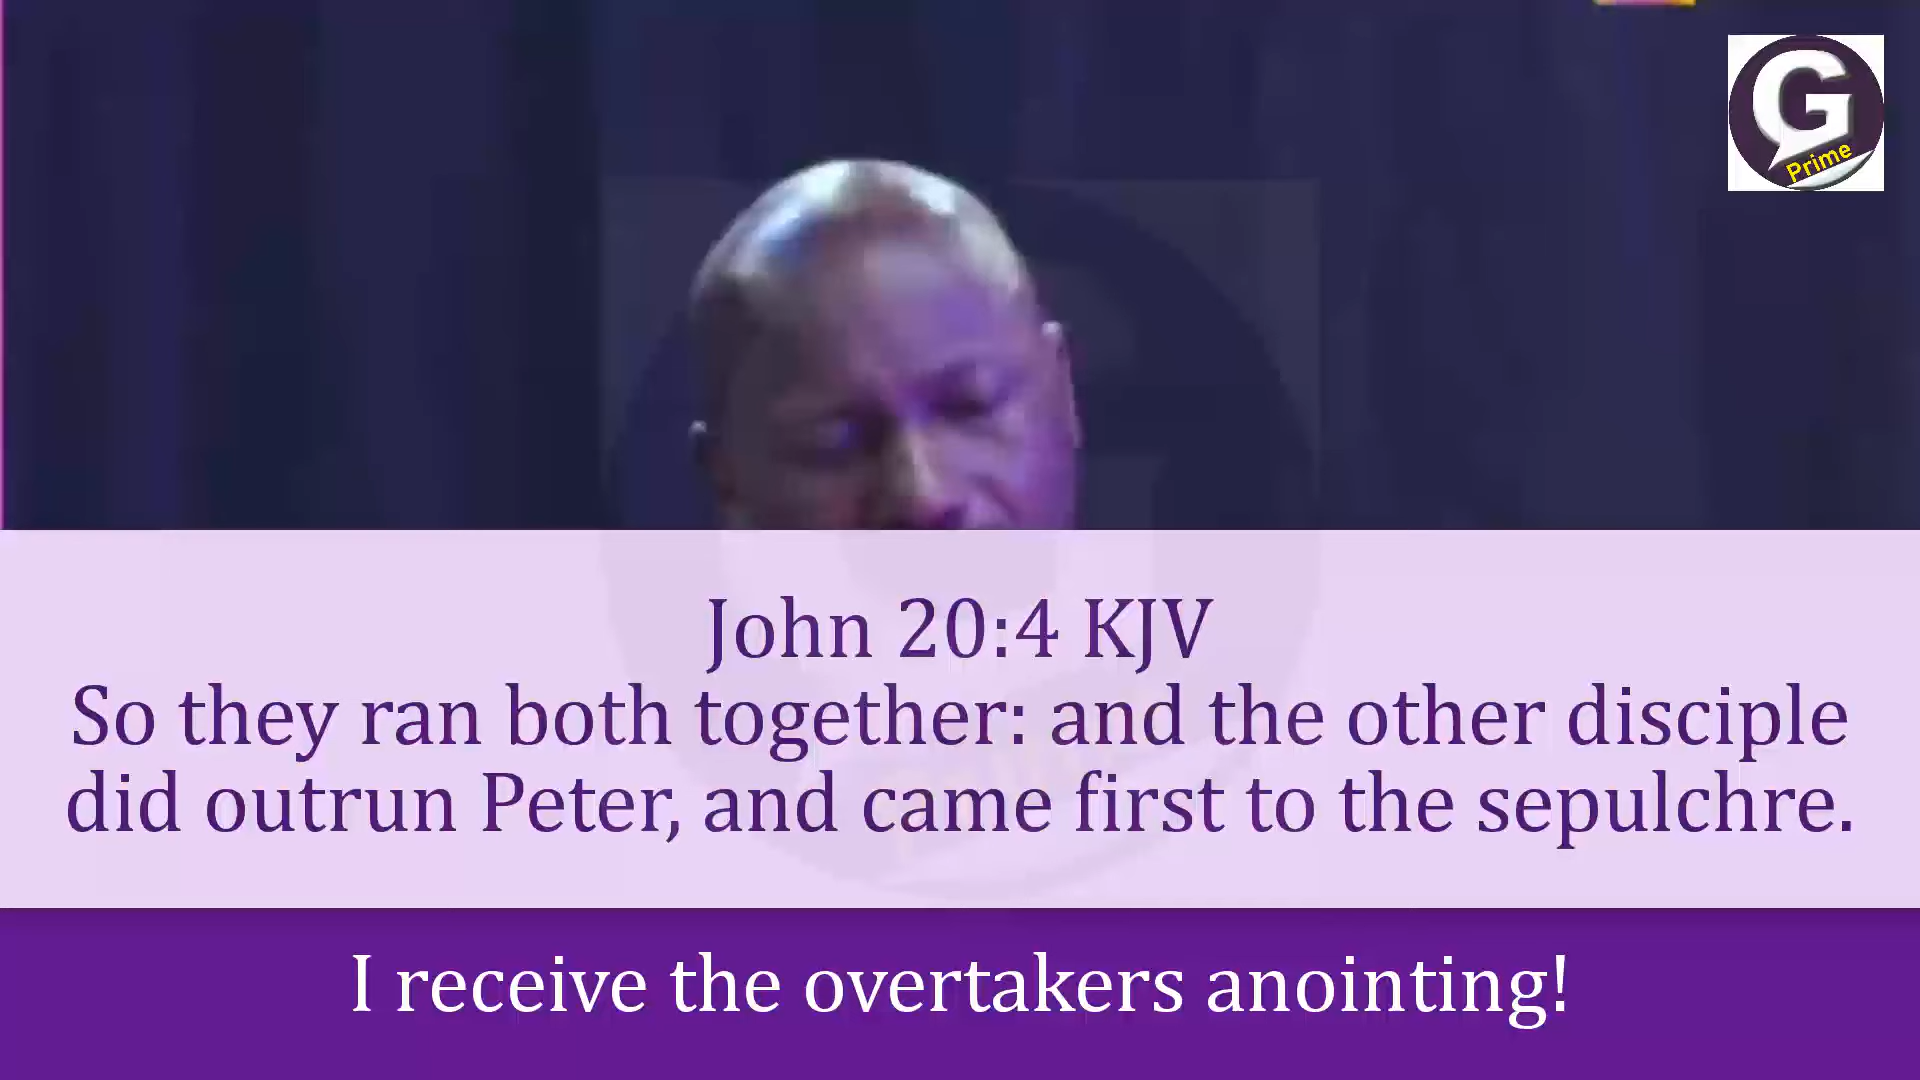 G
Prime
John 20:4 KJV
So they ran both together: and the other disciple
did outrun Peter, and came first to the sepulchre.
I receive the overtakers anointing!